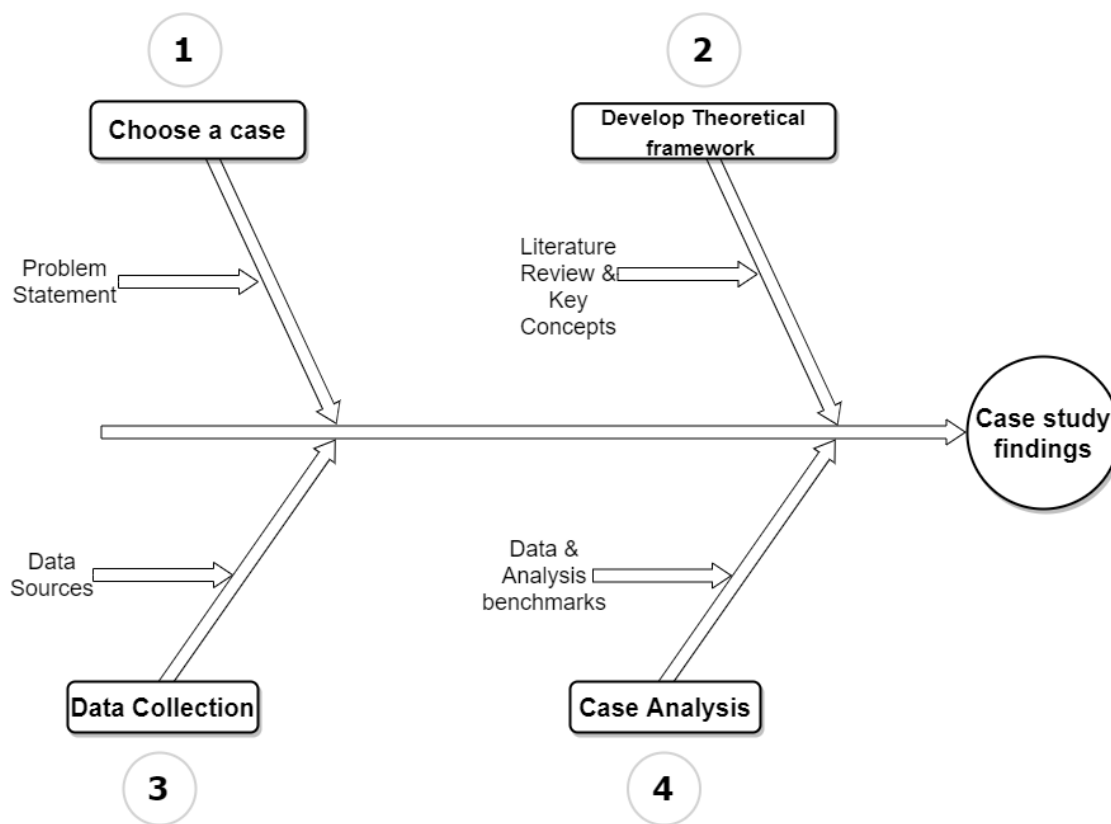 1
2
Choose a case
Develop Theoretical
framework
Problem
Statement
Literature
Review &
Key
Concepts
Case study
findings
Data
Sources
Data &
Analysis
benchmarks
Data Collection
Case Analysis
3
4